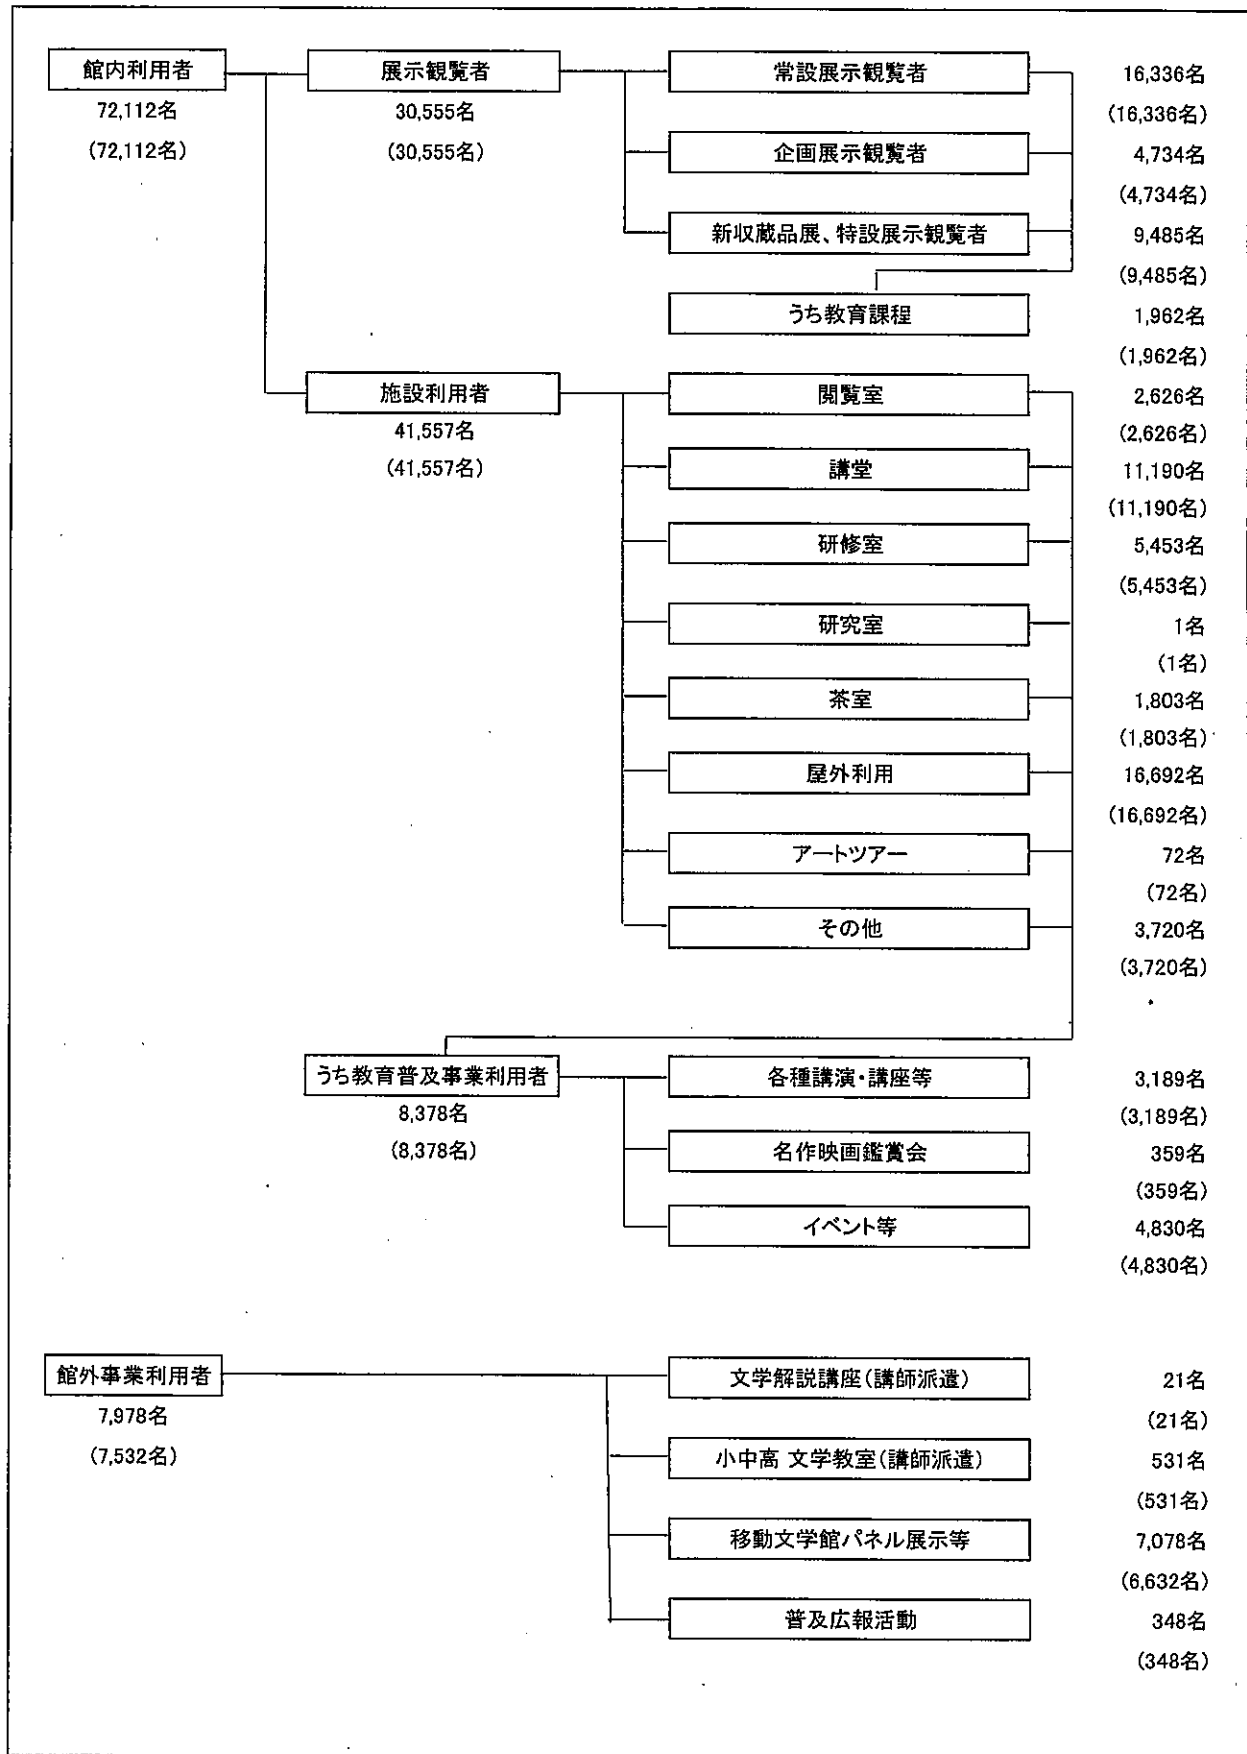 館内利用者 展示観覧者 常設展示観覧者 16,336名
72,112名 30,555名 (16,336名)
(72,112名) (30,555名) 企画展示観覧者 4,734名
(4,734名)
新収蔵品展、特設展示観覧者 9,485名
(9,485名)
うち教育課程 1,962名
(1,962名)
施設利用者 閲覧室 2,626名
41,557名 (2,626名)
(41,557名) 講堂 11,190名
(11,190名)
研修室 5,453名
(5,453名)
研究室 1名
(1名)
茶室 1,803名
(1,803名)
屋外利用 16,692名
(16,692名)
アートツアー 72名
(72名)
その他 3,720名
(3,720名)
うち教育普及事業利用者 各種講演・講座等 3,189名
8,378名 (3,189名)
(8,378名) 名作映画鑑賞会 359名
(359名)
イベント等 4,830名
(4,830名)
館外事業利用者 文学解説講座(講師派遣) 21名
7,978名 (21名)
(7,532名) 小中高 文学教室(講師派遣) 531名
(531名)
移動文学館パネル展示等 7,078名
(6,632名)
普及広報活動 348名
(348名)